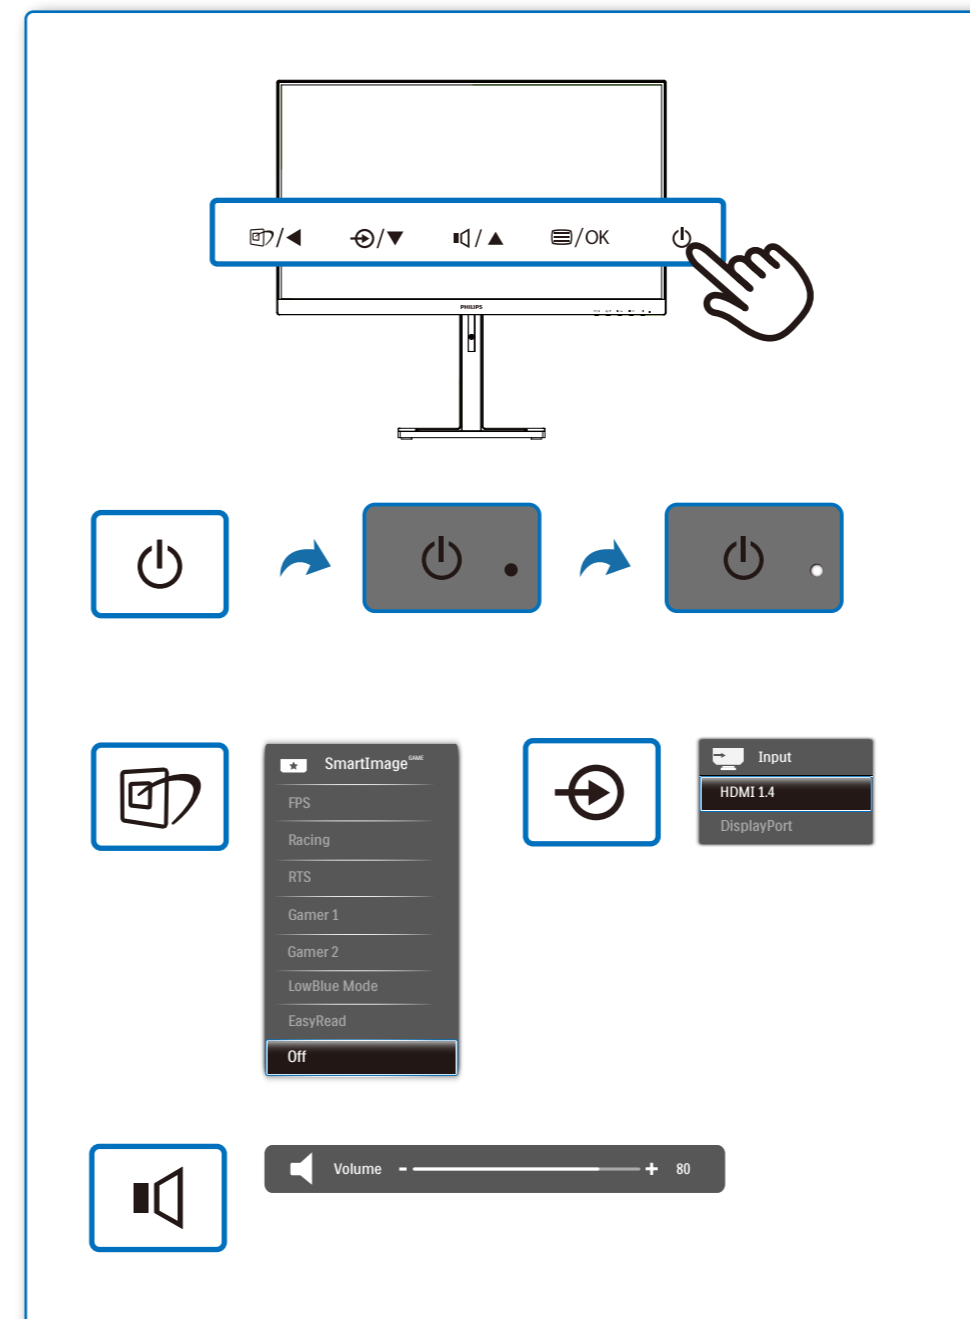 /◀ /▼ /▲ /OK
PHILIPS
SmartImage GAME
FPS
Racing
RTS
Gamer 1
Gamer 2
LowBlue Mode
EasyRead
Off
Input
HDMI 1.4
DisplayPort
Volume - + 80